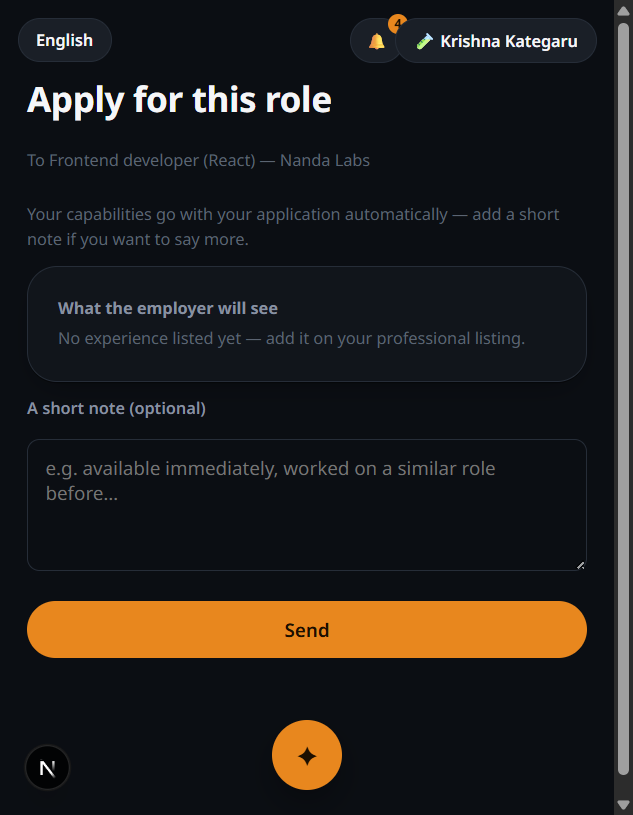 English
4
Krishna Kategaru
Apply for this role
To Frontend developer (React) — Nanda Labs
Your capabilities go with your application automatically — add a short
note if you want to say more.
What the employer will see
No experience listed yet — add it on your professional listing.
A short note (optional)
e.g. available immediately, worked on a similar role
before...
Send
N